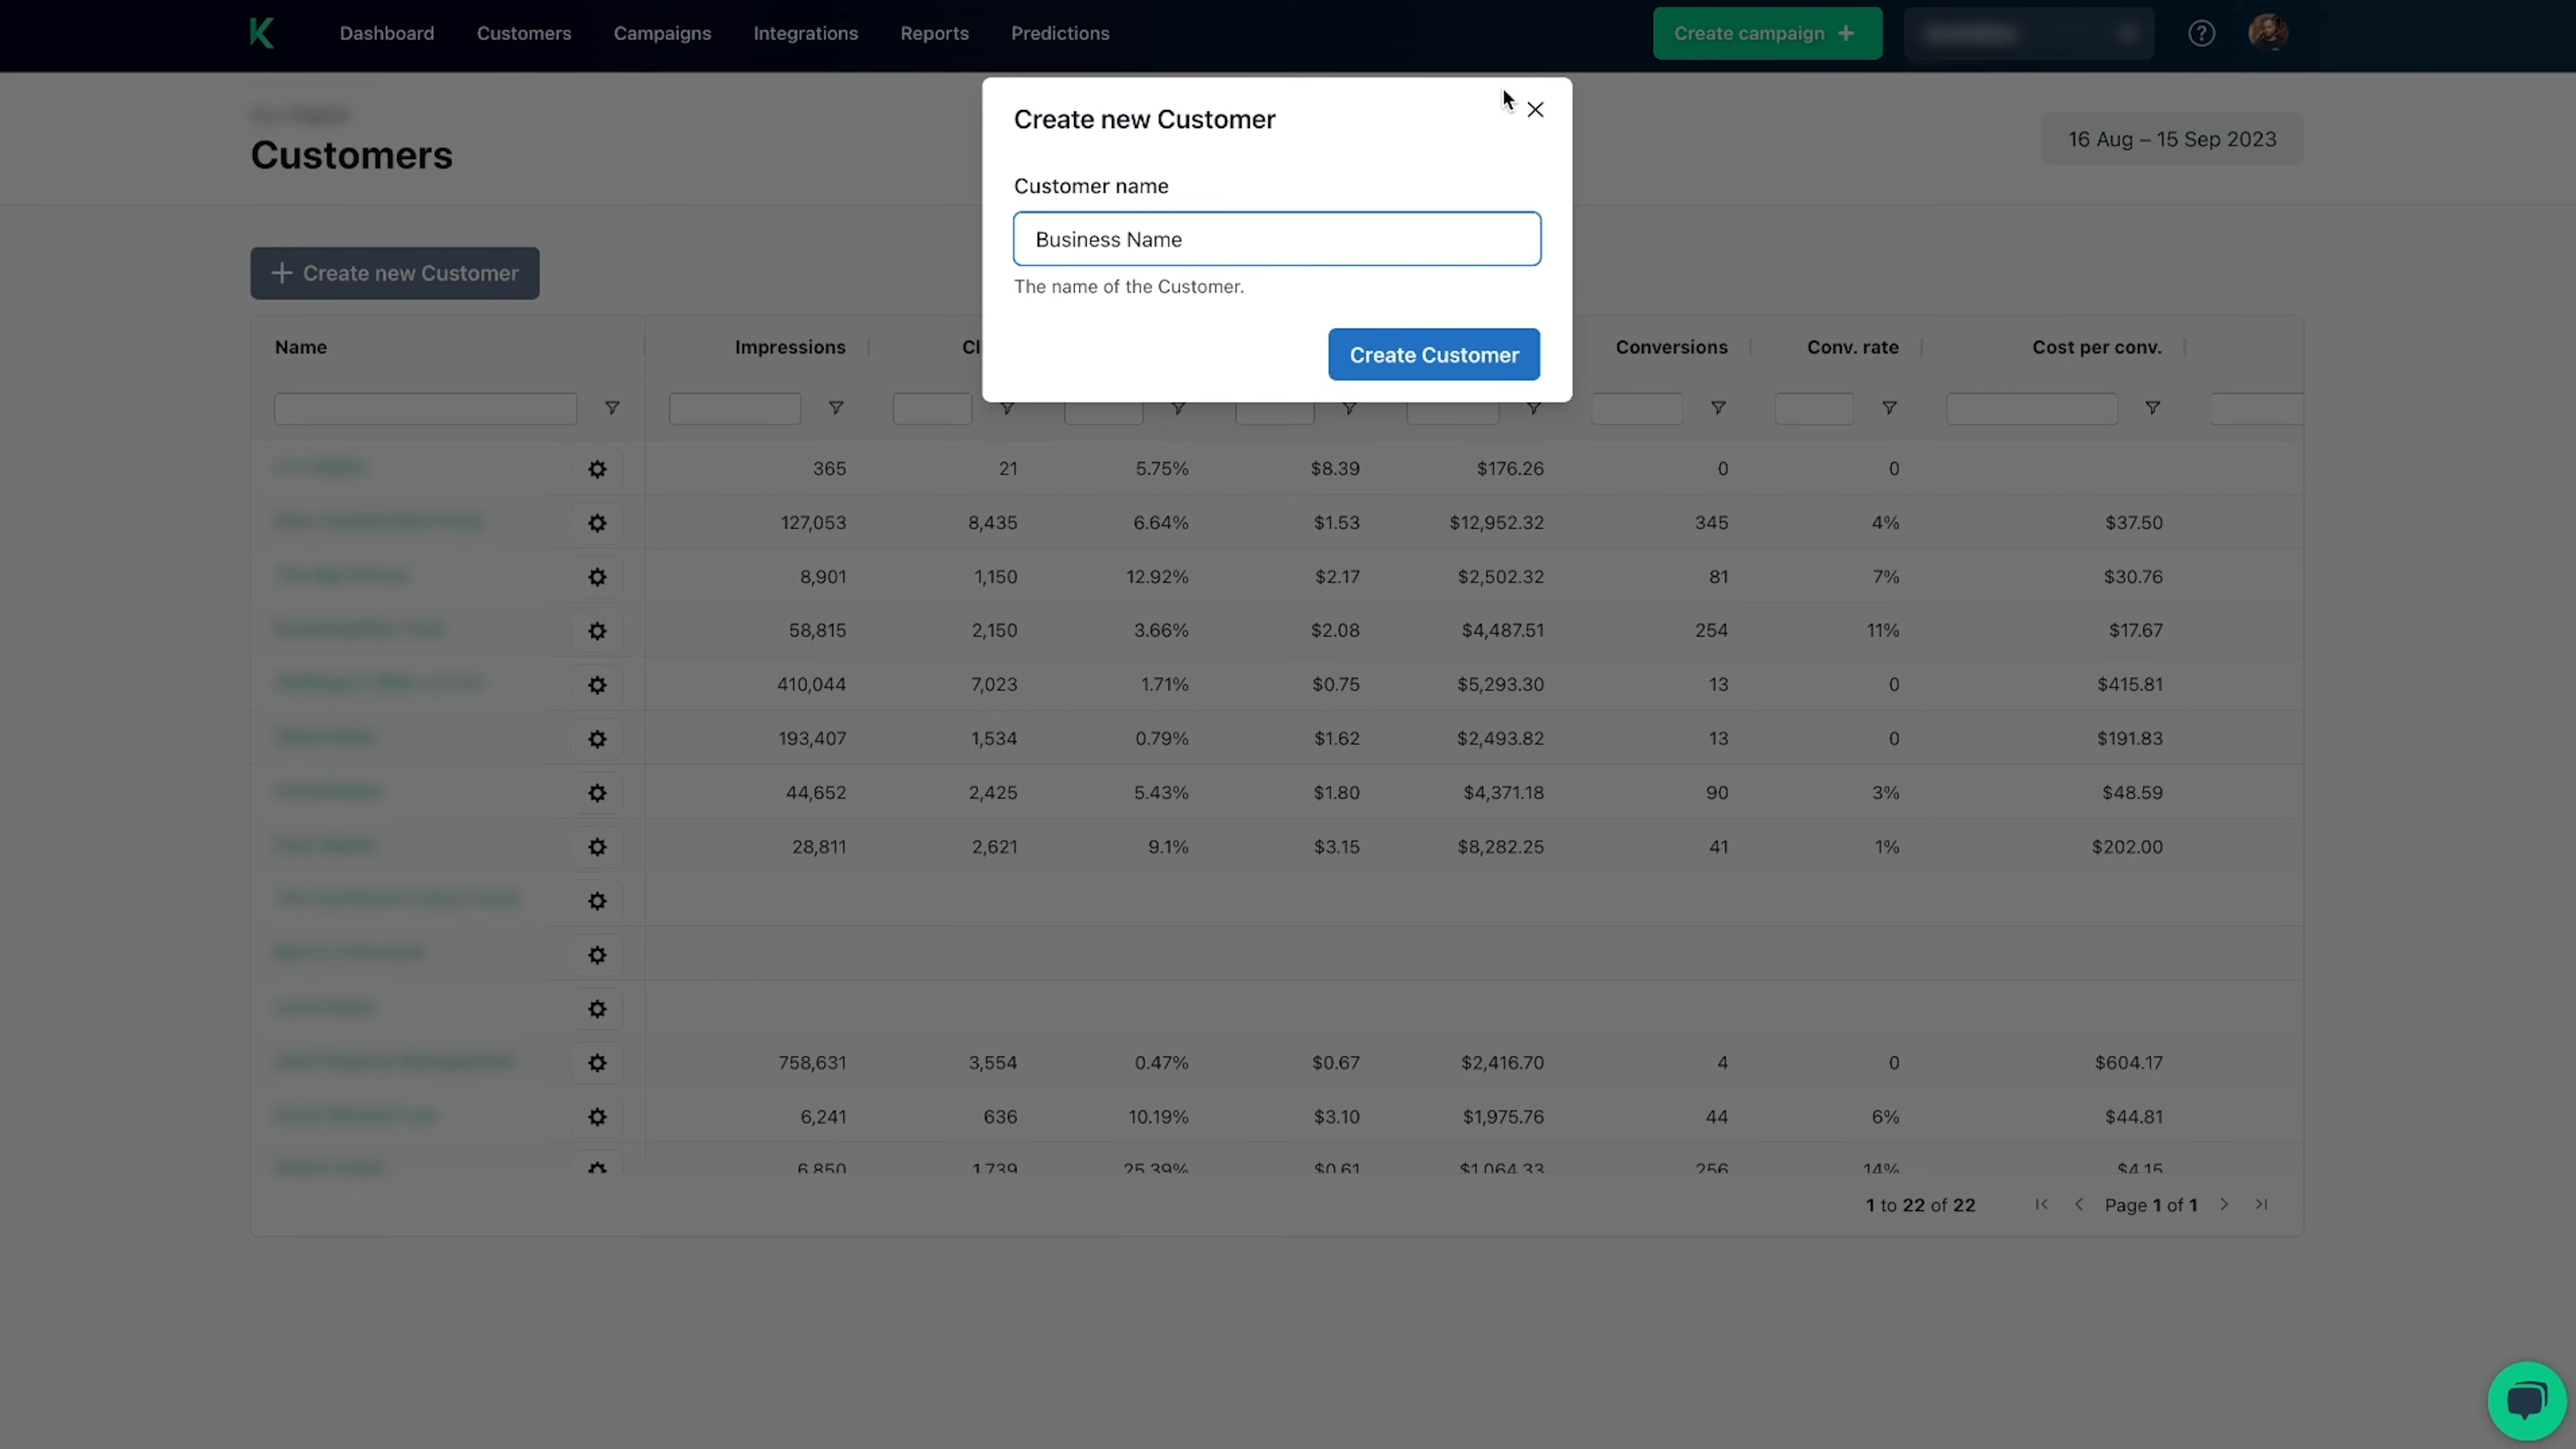 K Dashboard Customers Campaigns Integrations Reports Predictions Create campaign +
Create new Customer
Customers
16 Aug – 15 Sep 2023
Customer name
Business Name
The name of the Customer.
Create Customer
+ Create new Customer
Name Impressions Cl Conversions Conv. rate Cost per conv.
365 21 5.75% $8.39 $176.26 0 0
127,053 8,435 6.64% $1.53 $12,952.32 345 4% $37.50
8,901 1,150 12.92% $2.17 $2,502.32 81 7% $30.76
58,815 2,150 3.66% $2.08 $4,487.51 254 11% $17.67
410,044 7,023 1.71% $0.75 $5,293.30 13 0 $415.81
193,407 1,534 0.79% $1.62 $2,493.82 13 0 $191.83
44,652 2,425 5.43% $1.80 $4,371.18 90 3% $48.59
28,811 2,621 9.1% $3.15 $8,282.25 41 1% $202.00
758,631 3,554 0.47% $0.67 $2,416.70 4 0 $604.17
6,241 636 10.19% $3.10 $1,975.76 44 6% $44.81
6,850 1,739 25.39% $0.61 $1,064.33 256 14% $4.15
1 to 22 of 22 Page 1 of 1